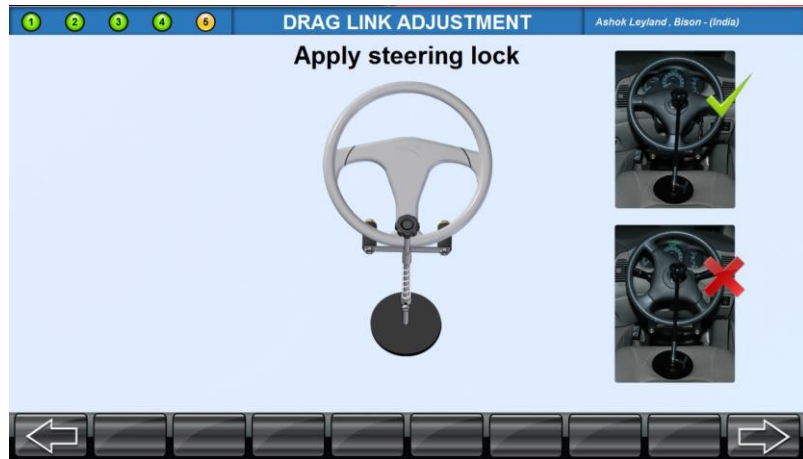 1 2 3 4 5 DRAG LINK ADJUSTMENT Ashok Leyland , Bison - (India)
Apply steering lock